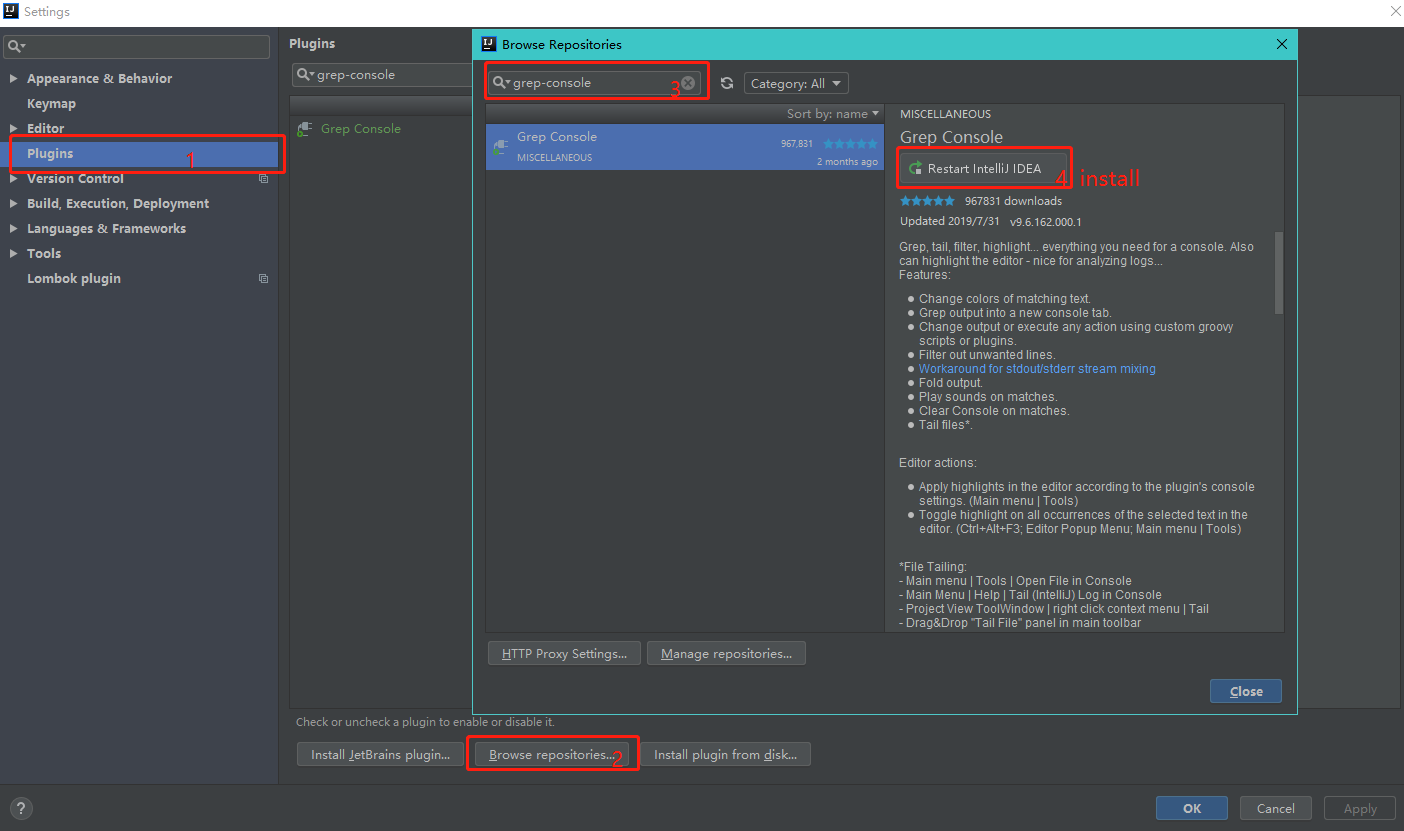 Settings
Appearance & Behavior
Keymap
Editor
Plugins
1
Version Control
Build, Execution, Deployment
Languages & Frameworks
Tools
Lombok plugin
Plugins
grep-console
Grep Console
Browse Repositories
grep-console
3
Category: All
Sort by: name
Grep Console
967,831
MISCELLANEOUS
2 months ago
MISCELLANEOUS
Grep Console
Restart IntelliJ IDEA
4 install
967831 downloads
Updated 2019/7/31 v9.6.162.000.1
Grep, tail, filter, highlight... everything you need for a console. Also
can highlight the editor - nice for analyzing logs...
Features:
● Change colors of matching text.
● Grep output into a new console tab.
● Change output or execute any action using custom groovy
scripts or plugins.
● Filter out unwanted lines.
● Workaround for stdout/stderr stream mixing
● Fold output.
● Play sounds on matches.
● Clear Console on matches.
● Tail files*.
Editor actions:
● Apply highlights in the editor according to the plugin's console
settings. (Main menu | Tools)
● Toggle highlight on all occurrences of the selected text in the
editor. (Ctrl+Alt+F3; Editor Popup Menu; Main menu | Tools)
*File Tailing:
- Main menu | Tools | Open File in Console
- Main Menu | Help | Tail (IntelliJ) Log in Console
- Project View ToolWindow | right click context menu | Tail
- Drag&Drop "Tail File" panel in main toolbar
HTTP Proxy Settings...
Manage repositories...
Close
Check or uncheck a plugin to enable or disable it.
Install JetBrains plugin...
Browse repositories...
2
Install plugin from disk...
?
OK
Cancel
Apply